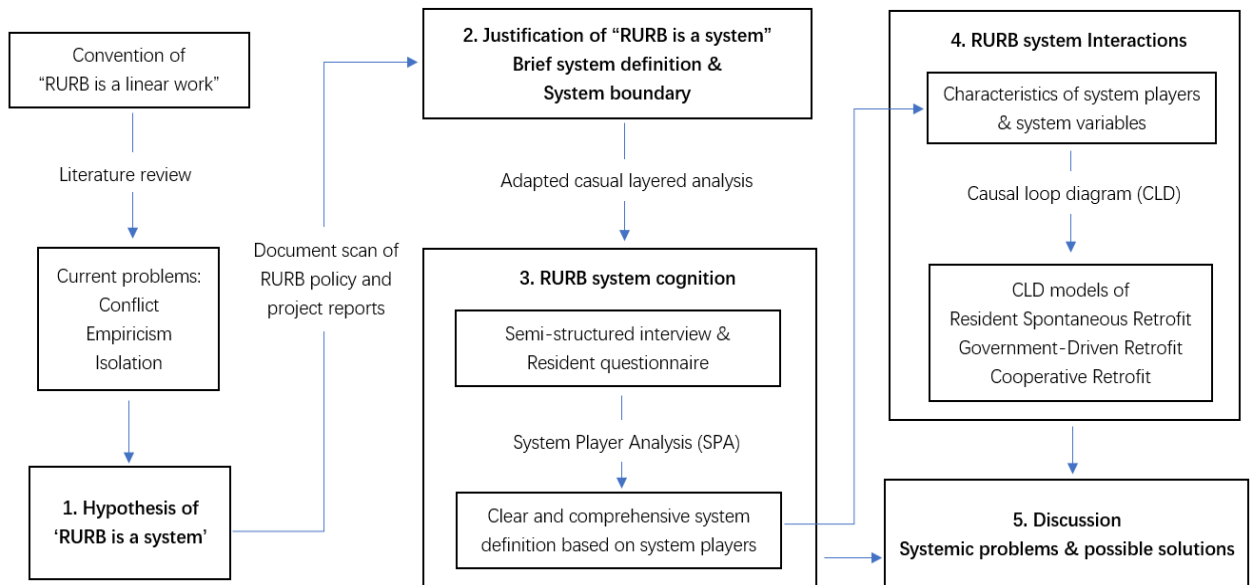 Convention of
“RURB is a linear work”
Literature review
Current problems:
Conflict
Empiricism
Isolation
1. Hypothesis of
‘RURB is a system’
Document scan of
RURB policy and
project reports
2. Justification of “RURB is a system”
Brief system definition &
System boundary
Adapted casual layered analysis
3. RURB system cognition
Semi-structured interview &
Resident questionnaire
System Player Analysis (SPA)
Clear and comprehensive system
definition based on system players
4. RURB system Interactions
Characteristics of system players
& system variables
Causal loop diagram (CLD)
CLD models of
Resident Spontaneous Retrofit
Government-Driven Retrofit
Cooperative Retrofit
5. Discussion
Systemic problems & possible solutions